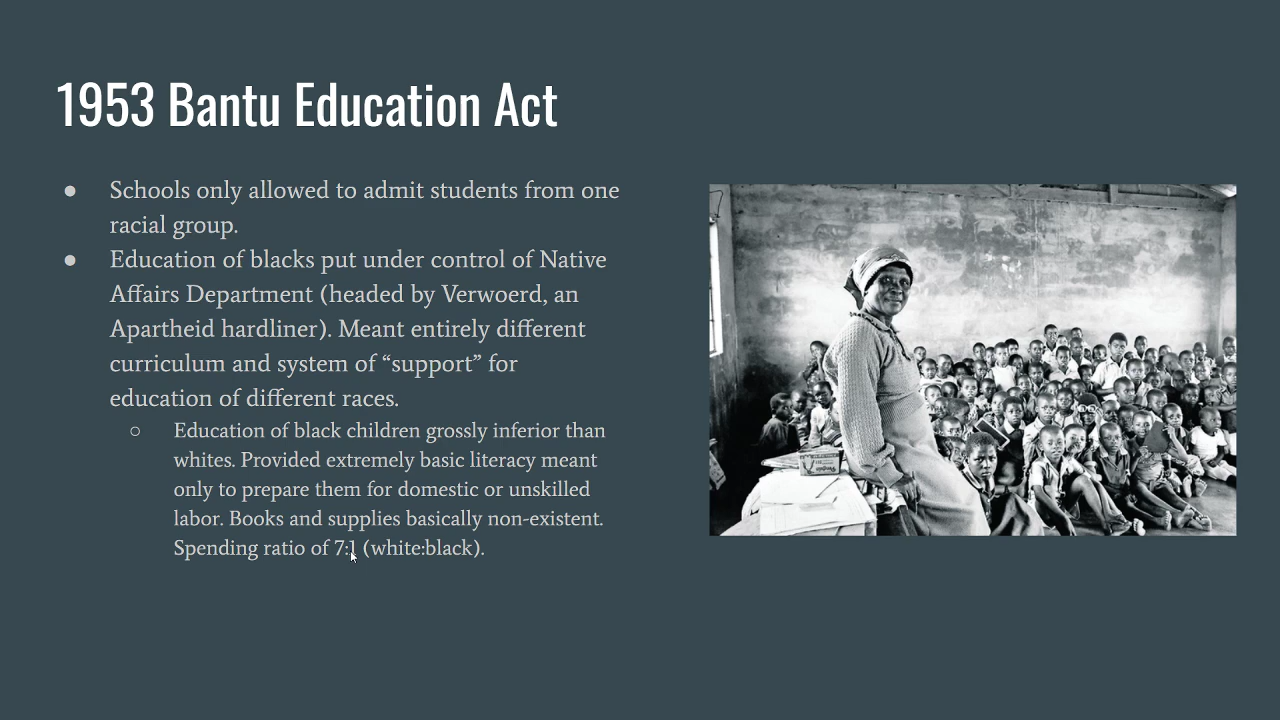 1953 Bantu Education Act
● Schools only allowed to admit students from one
racial group.
● Education of blacks put under control of Native
Affairs Department (headed by Verwoerd, an
Apartheid hardliner). Meant entirely different
curriculum and system of “support” for
education of different races.
○ Education of black children grossly inferior than
whites. Provided extremely basic literacy meant
only to prepare them for domestic or unskilled
labor. Books and supplies basically non-existent.
Spending ratio of 7:1 (white:black).